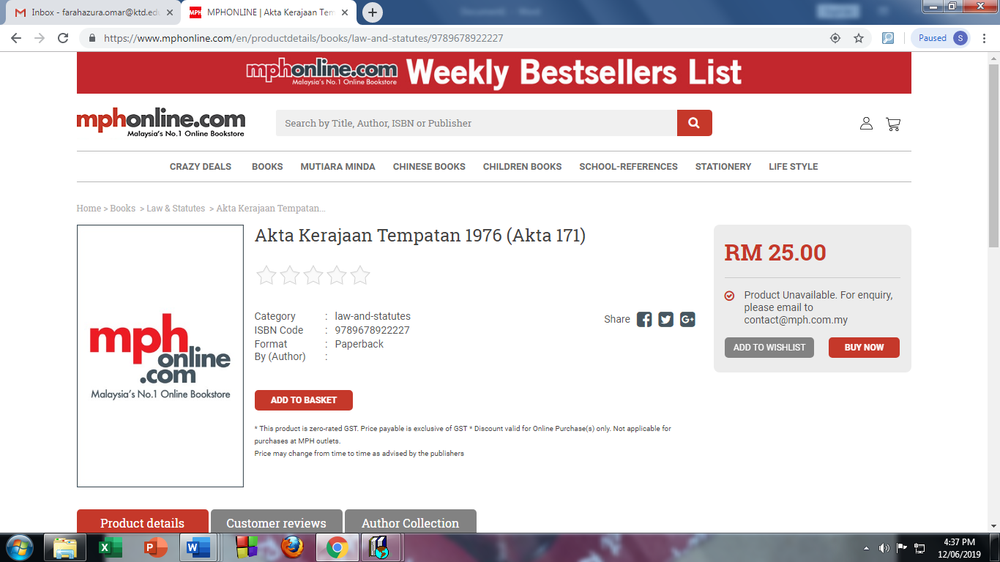 Inbox - farahazura.omar@ktd.edu
MPHONLINE | Akta Kerajaan Tem
https://www.mphonline.com/en/productdetails/books/law-and-statutes/9789678922227
Paused
S
mphonline.com Weekly Bestsellers List
Malaysia's No.1 Online Bookstore
mphonline.com
Malaysia's No.1 Online Bookstore
Search by Title, Author, ISBN or Publisher
CRAZY DEALS BOOKS MUTIARA MINDA CHINESE BOOKS CHILDREN BOOKS SCHOOL-REFERENCES STATIONERY LIFE STYLE
Home > Books > Law & Statutes > Akta Kerajaan Tempatan...
mph
online
.com
Malaysia's No.1 Online Bookstore
Akta Kerajaan Tempatan 1976 (Akta 171)
Category : law-and-statutes
ISBN Code : 9789678922227
Format : Paperback
By (Author) :
Share
ADD TO BASKET
* This product is zero-rated GST. Price payable is exclusive of GST * Discount valid for Online Purchase(s) only. Not applicable for
purchases at MPH outlets.
Price may change from time to time as advised by the publishers
RM 25.00
Product Unavailable. For enquiry,
please email to
contact@mph.com.my
ADD TO WISHLIST BUY NOW
Product details Customer reviews Author Collection
4:37 PM
12/06/2019